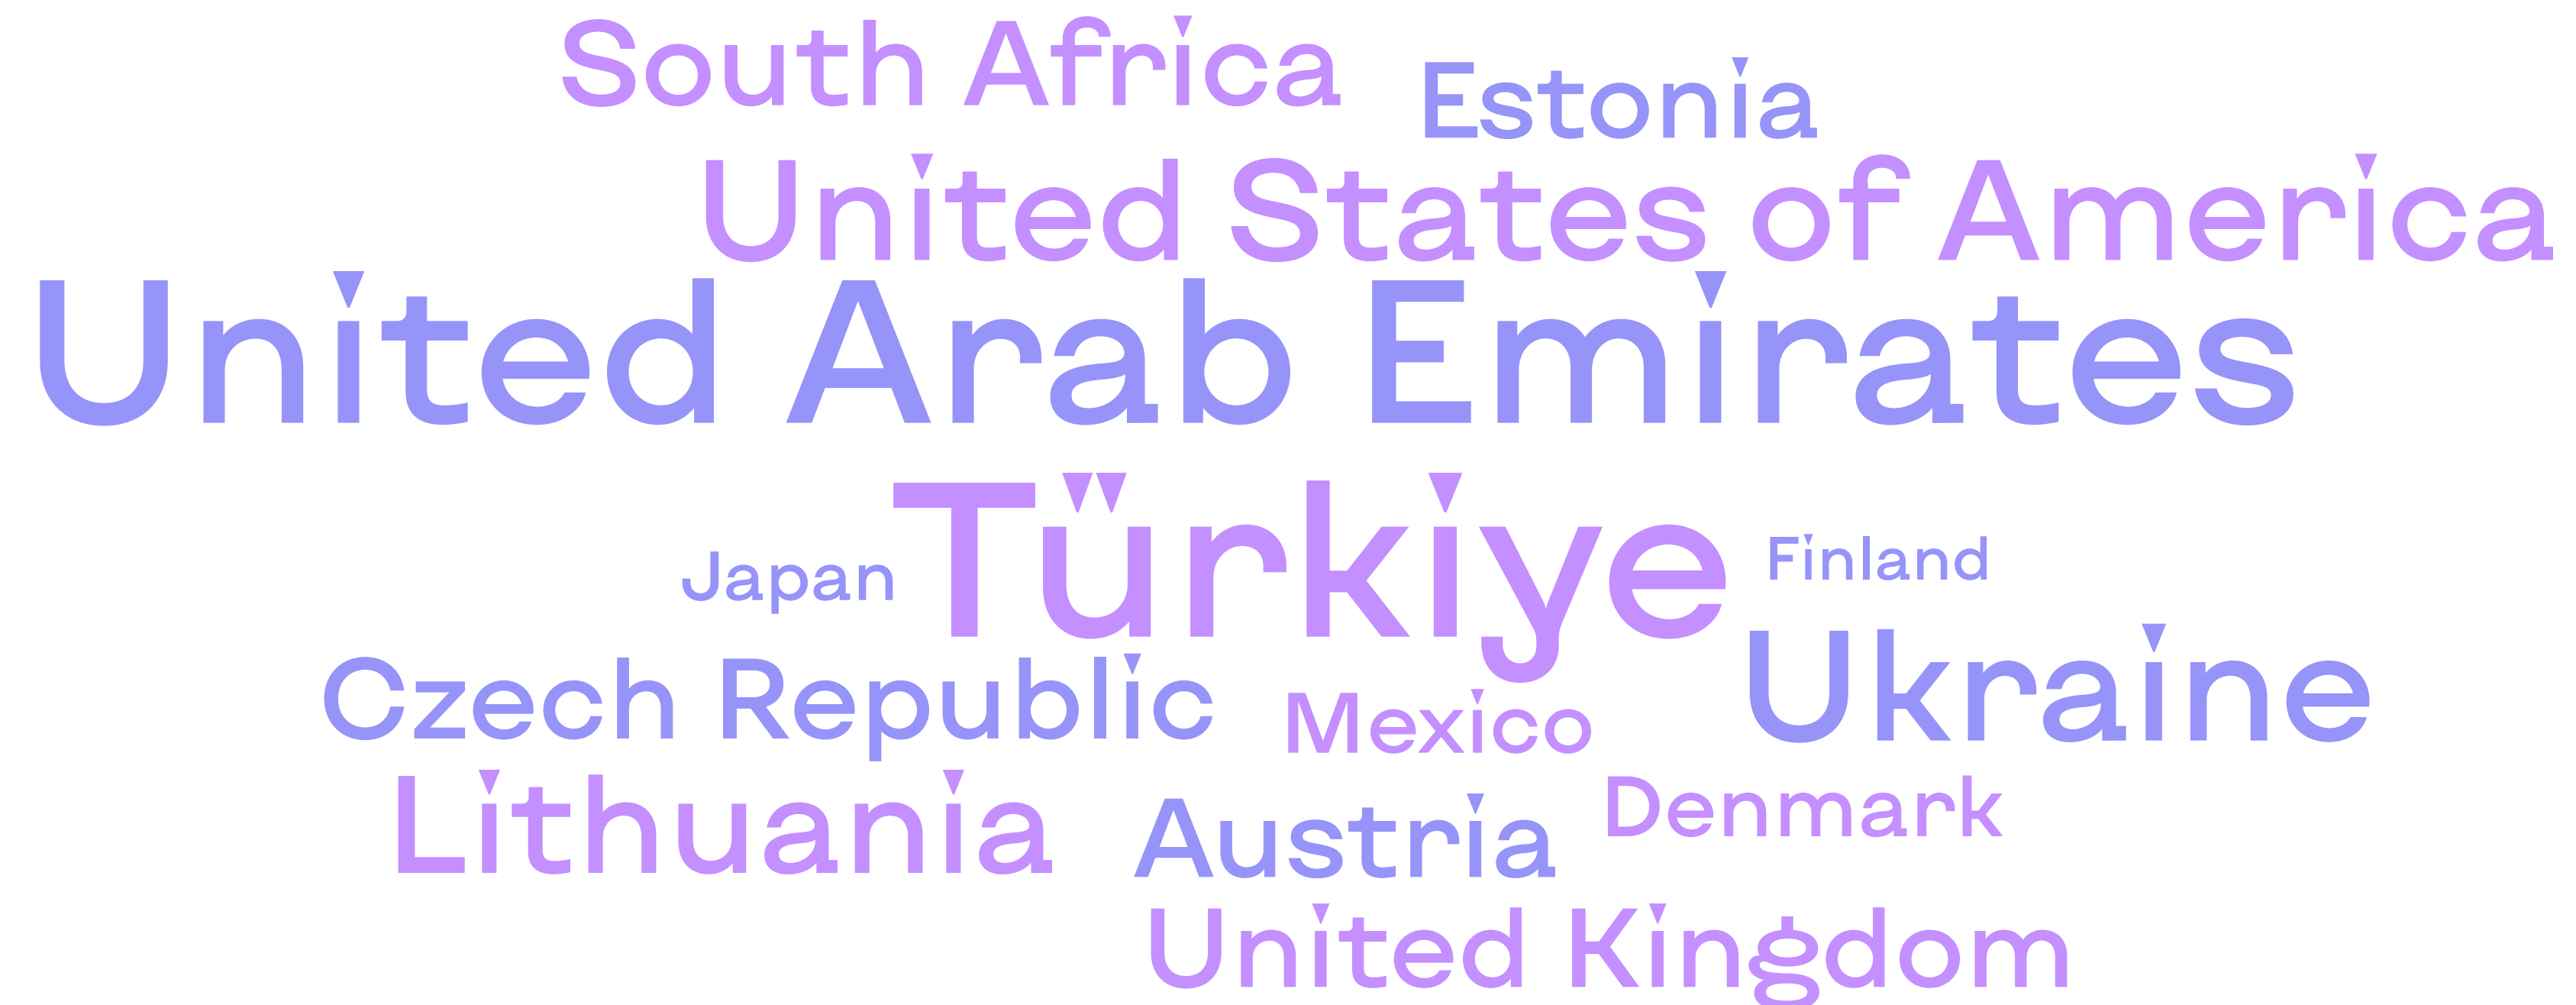 South Africa
Estonia
United States of America
United Arab Emirates
Türkiye
Japan
Finland
Ukraine
Czech Republic
Mexico
Lithuania
Austria
Denmark
United Kingdom